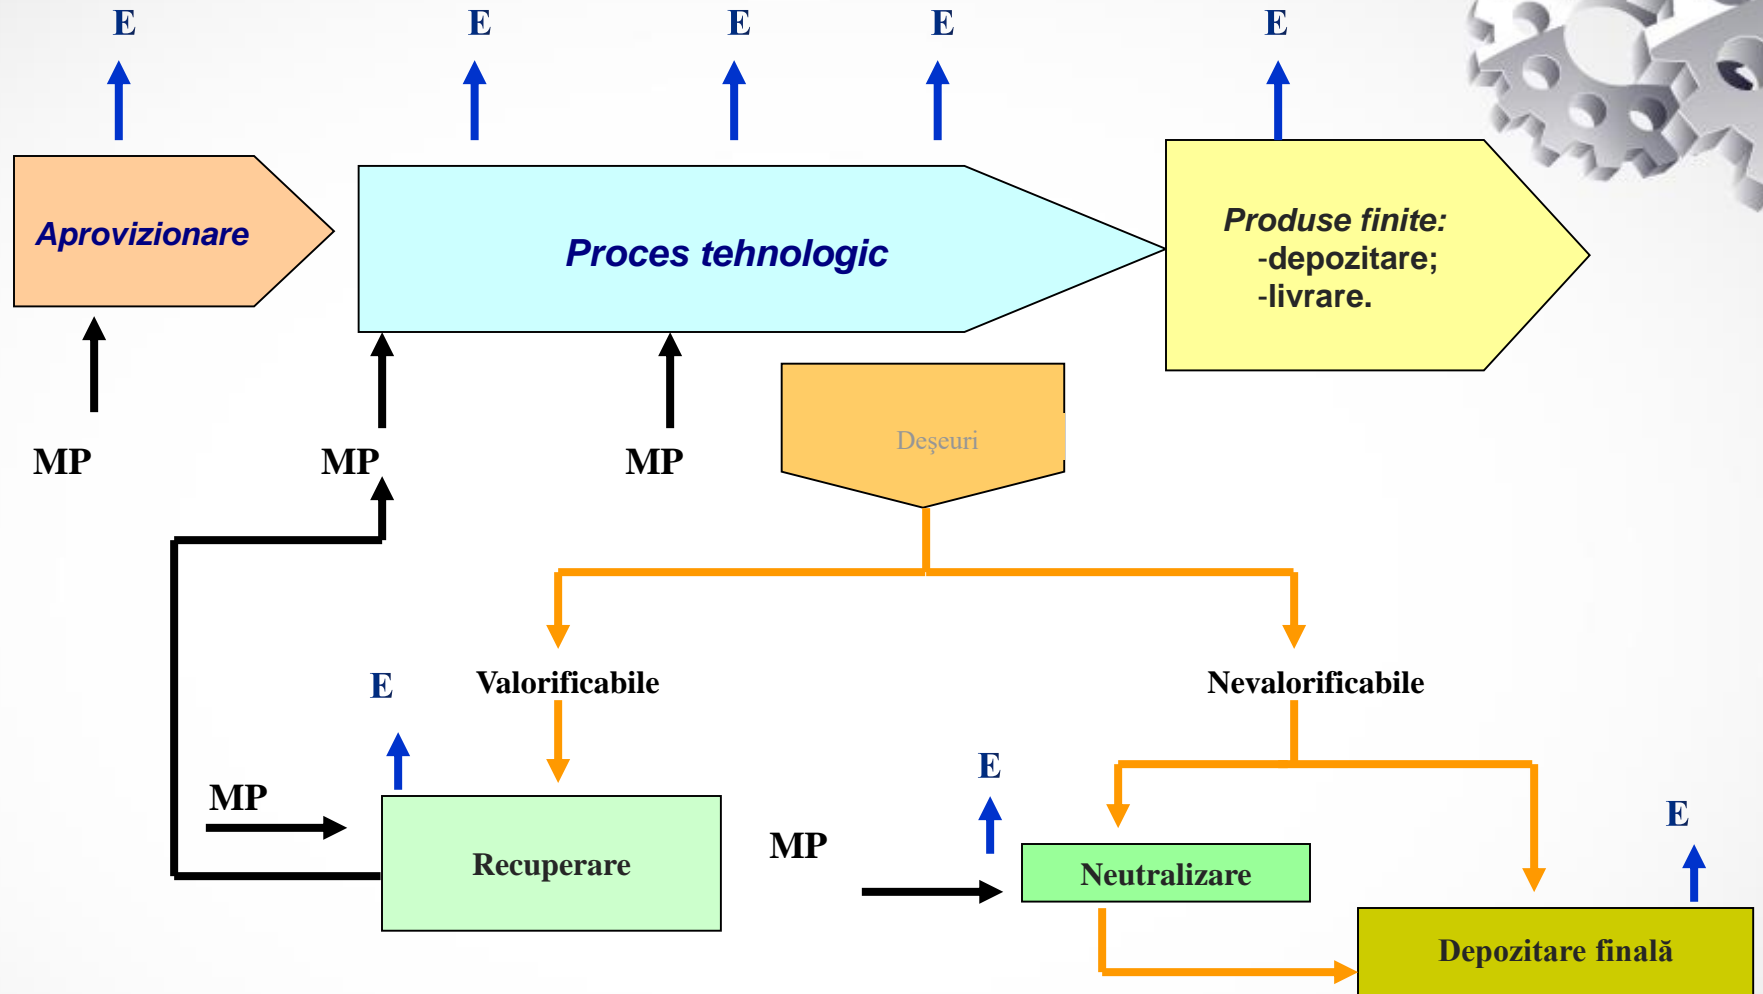 E
E
E
E
E
Aprovizionare
Proces tehnologic
Produse finite:
-depozitare;
-livrare.
MP
MP
MP
Deşeuri
Valorificabile
Nevalorificabile
E
E
MP
E
MP
Recuperare
Neutralizare
Depozitare finală